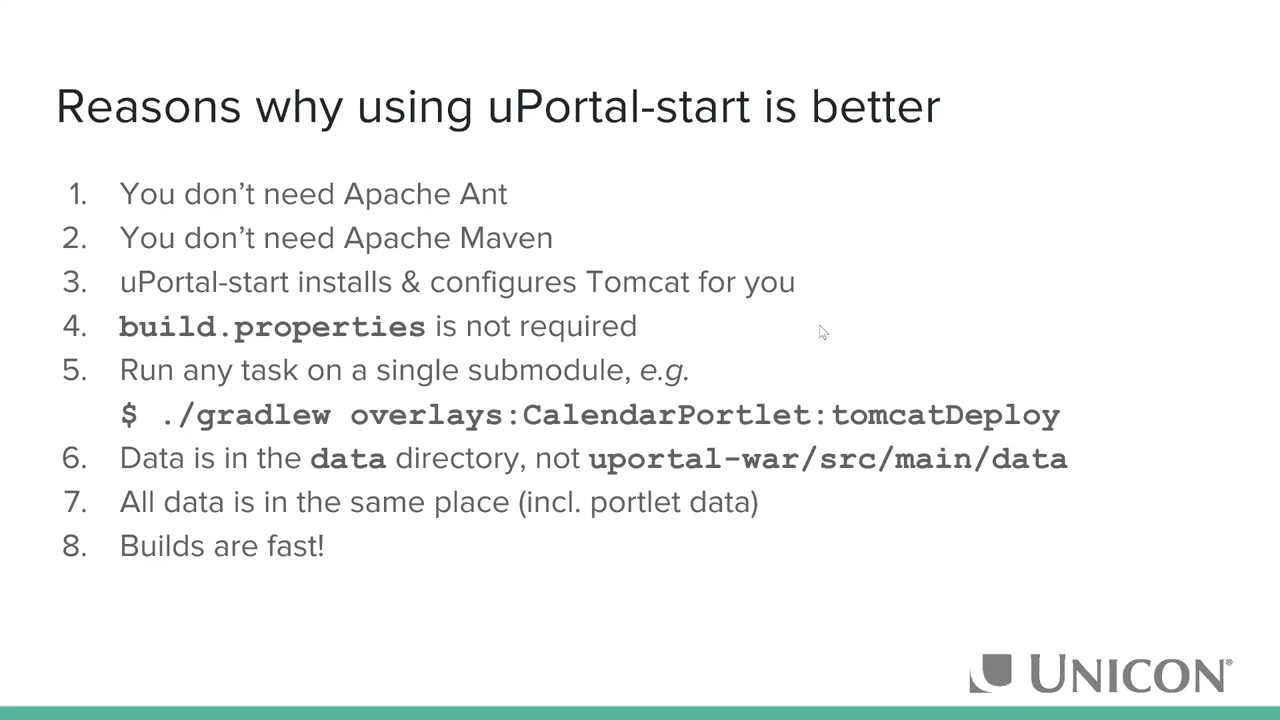 Reasons why using uPortal-start is better
1. You don’t need Apache Ant
2. You don’t need Apache Maven
3. uPortal-start installs & configures Tomcat for you
4. build.properties is not required
5. Run any task on a single submodule, e.g.
$ ./gradlew overlays:CalendarPortlet:tomcatDeploy
6. Data is in the data directory, not uportal-war/src/main/data
7. All data is in the same place (incl. portlet data)
8. Builds are fast!
UNICON®